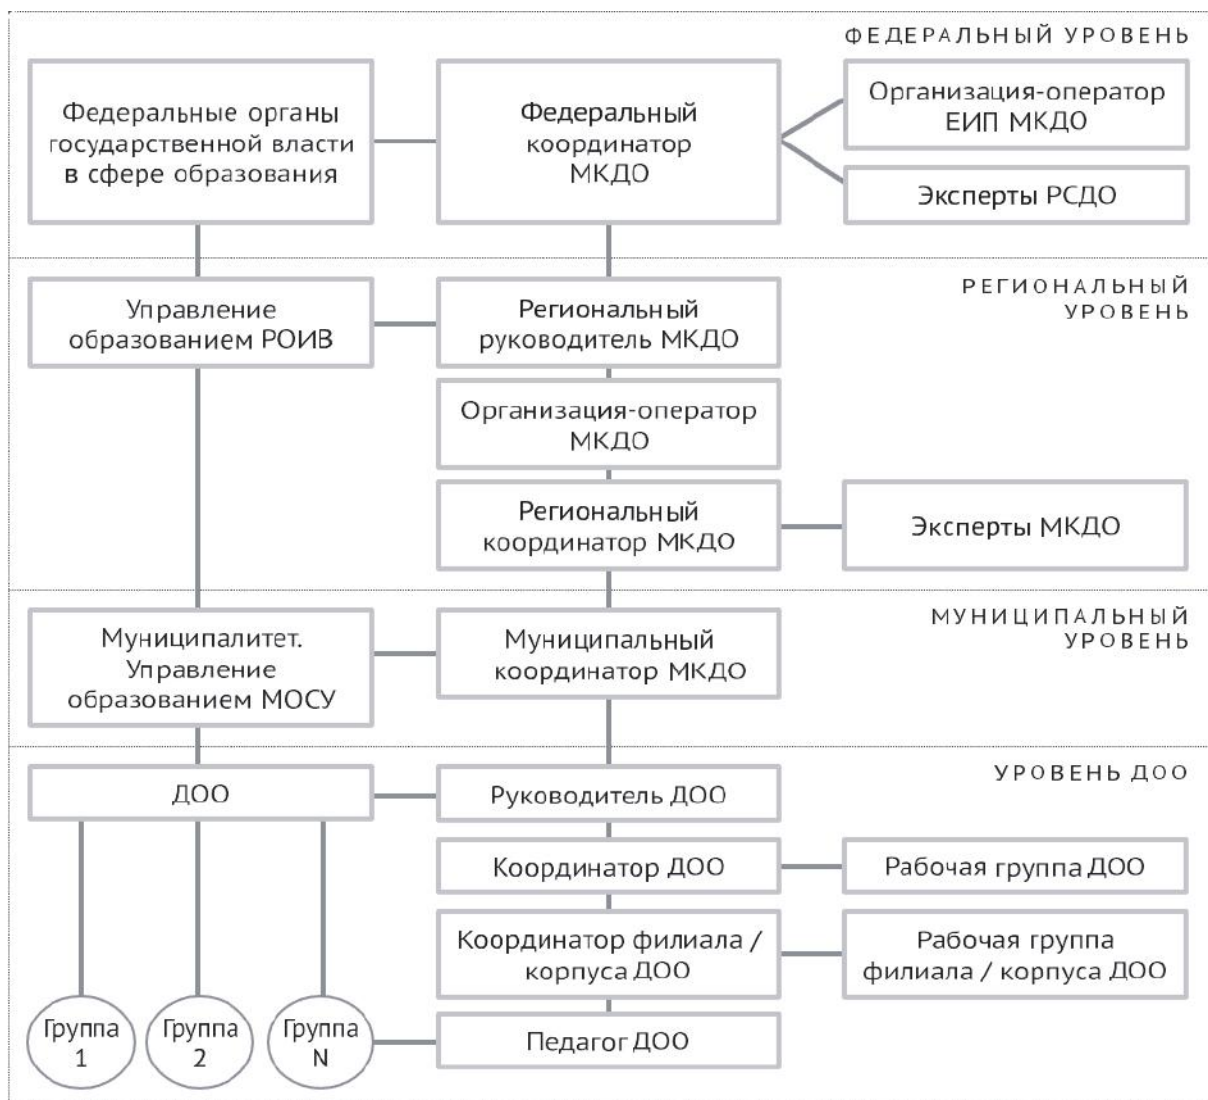 ФЕДЕРАЛЬНЫЙ УРОВЕНЬ
Федеральные органы
государственной власти
в сфере образования
Федеральный
координатор
МКДО
Организация-оператор
ЕИП МКДО
Эксперты РСДО
РЕГИОНАЛЬНЫЙ
УРОВЕНЬ
Управление
образованием РОИВ
Региональный
руководитель МКДО
Организация-оператор
МКДО
Региональный
координатор МКДО
Эксперты МКДО
МУНИЦИПАЛЬНЫЙ
УРОВЕНЬ
Муниципалитет.
Управление
образованием МОСУ
Муниципальный
координатор МКДО
УРОВЕНЬ ДОО
ДОО
Руководитель ДОО
Координатор ДОО
Рабочая группа ДОО
Координатор филиала /
корпуса ДОО
Рабочая группа
филиала / корпуса ДОО
Группа
1
Группа
2
Группа
N
Педагог ДОО